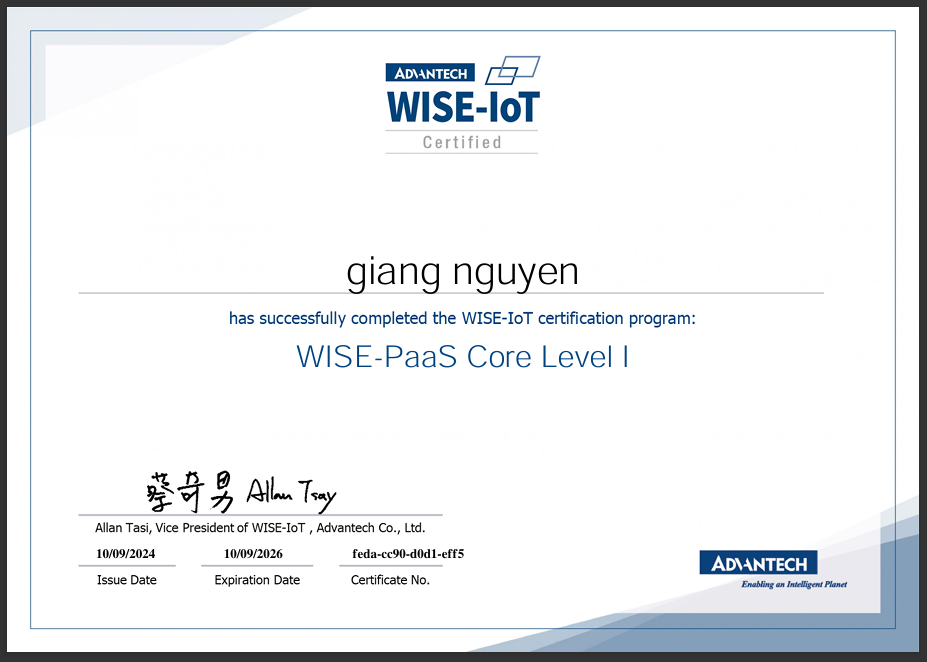 ADVANTECH
WISE-IoT
Certified
giang nguyen
has successfully completed the WISE-IoT certification program:
WISE-PaaS Core Level I
蔡奇男 Allan Tsay
Allan Tasi, Vice President of WISE-IoT , Advantech Co., Ltd.
10/09/2024 10/09/2026 feda-cc90-d0d1-eff5
Issue Date Expiration Date Certificate No.
ADVANTECH
Enabling an Intelligent Planet